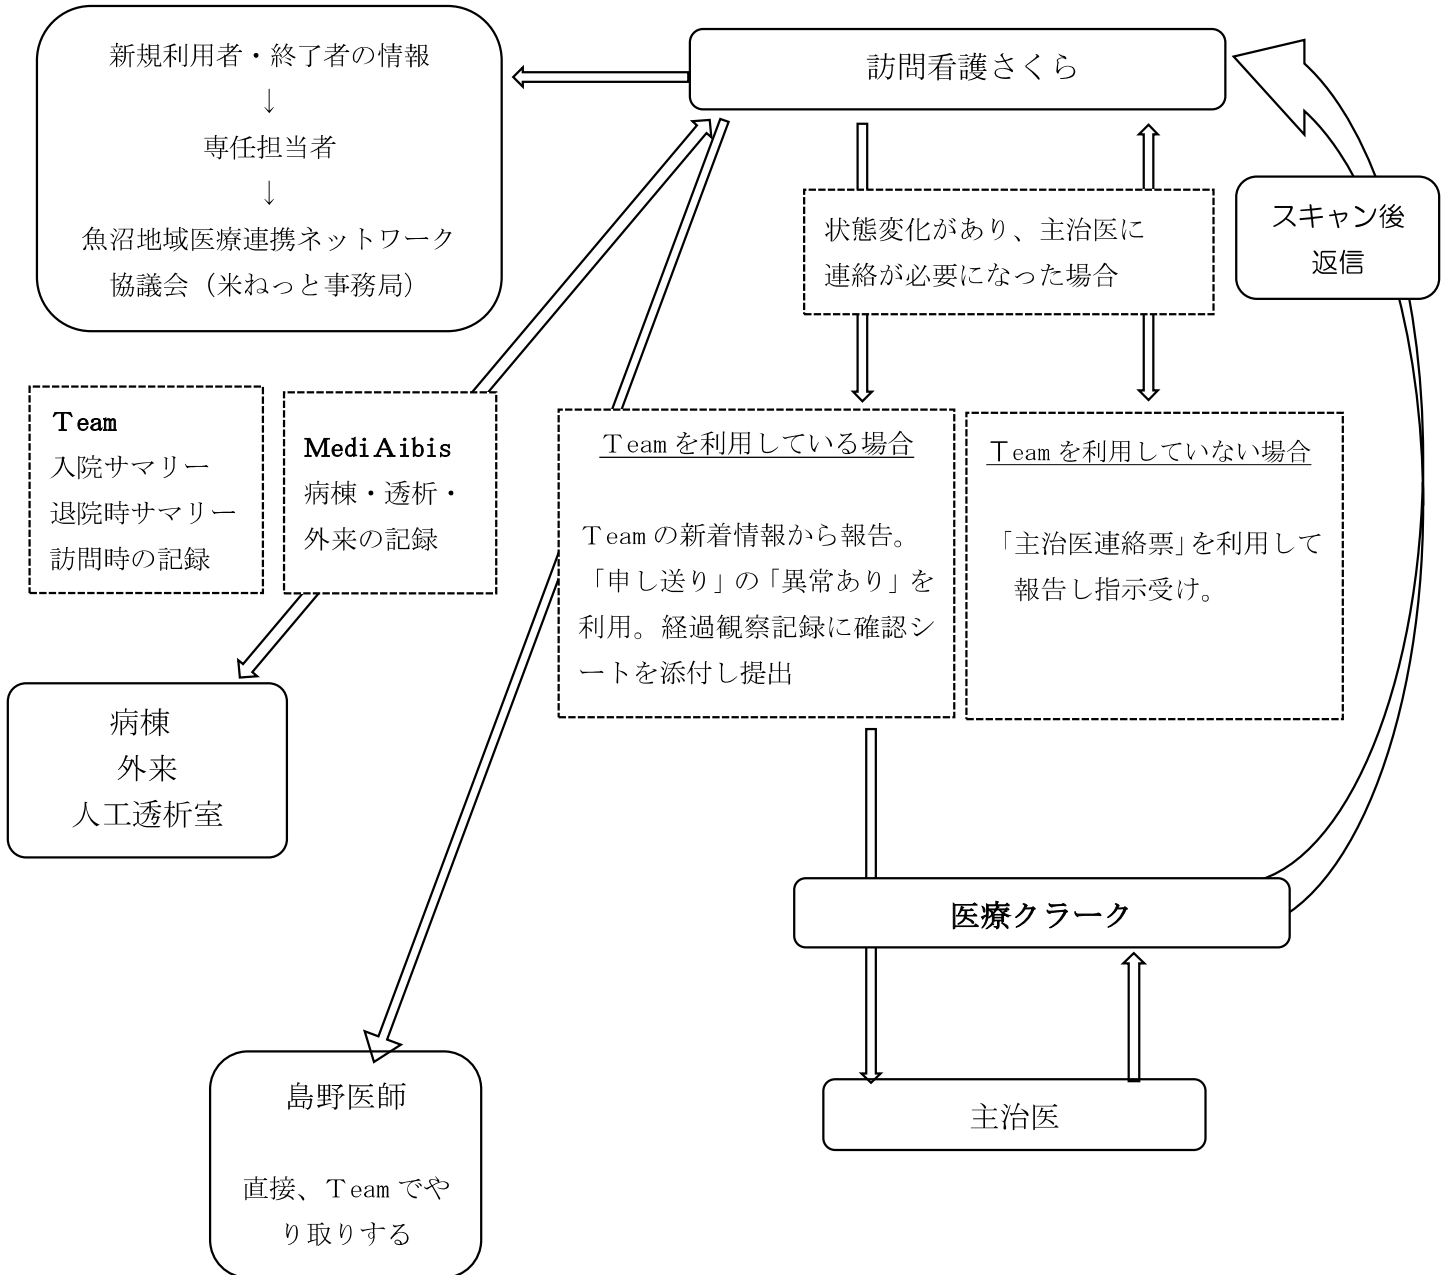 新規利用者・終了者の情報
↓
専任担当者
↓
魚沼地域医療連携ネットワーク
協議会（米ねっと事務局）
訪問看護さくら
状態変化があり、主治医に
連絡が必要になった場合
スキャン後
返信
Team
入院サマリー
退院時サマリー
訪問時の記録
MediAibis
病棟・透析・
外来の記録
Teamを利用している場合
Teamの新着情報から報告。
「申し送り」の「異常あり」を
利用。経過観察記録に確認シ
ートを添付し提出
Teamを利用していない場合
「主治医連絡票」を利用して
報告し指示受け。
病棟
外来
人工透析室
医療クラーク
主治医
島野医師
直接、Teamでや
り取りする